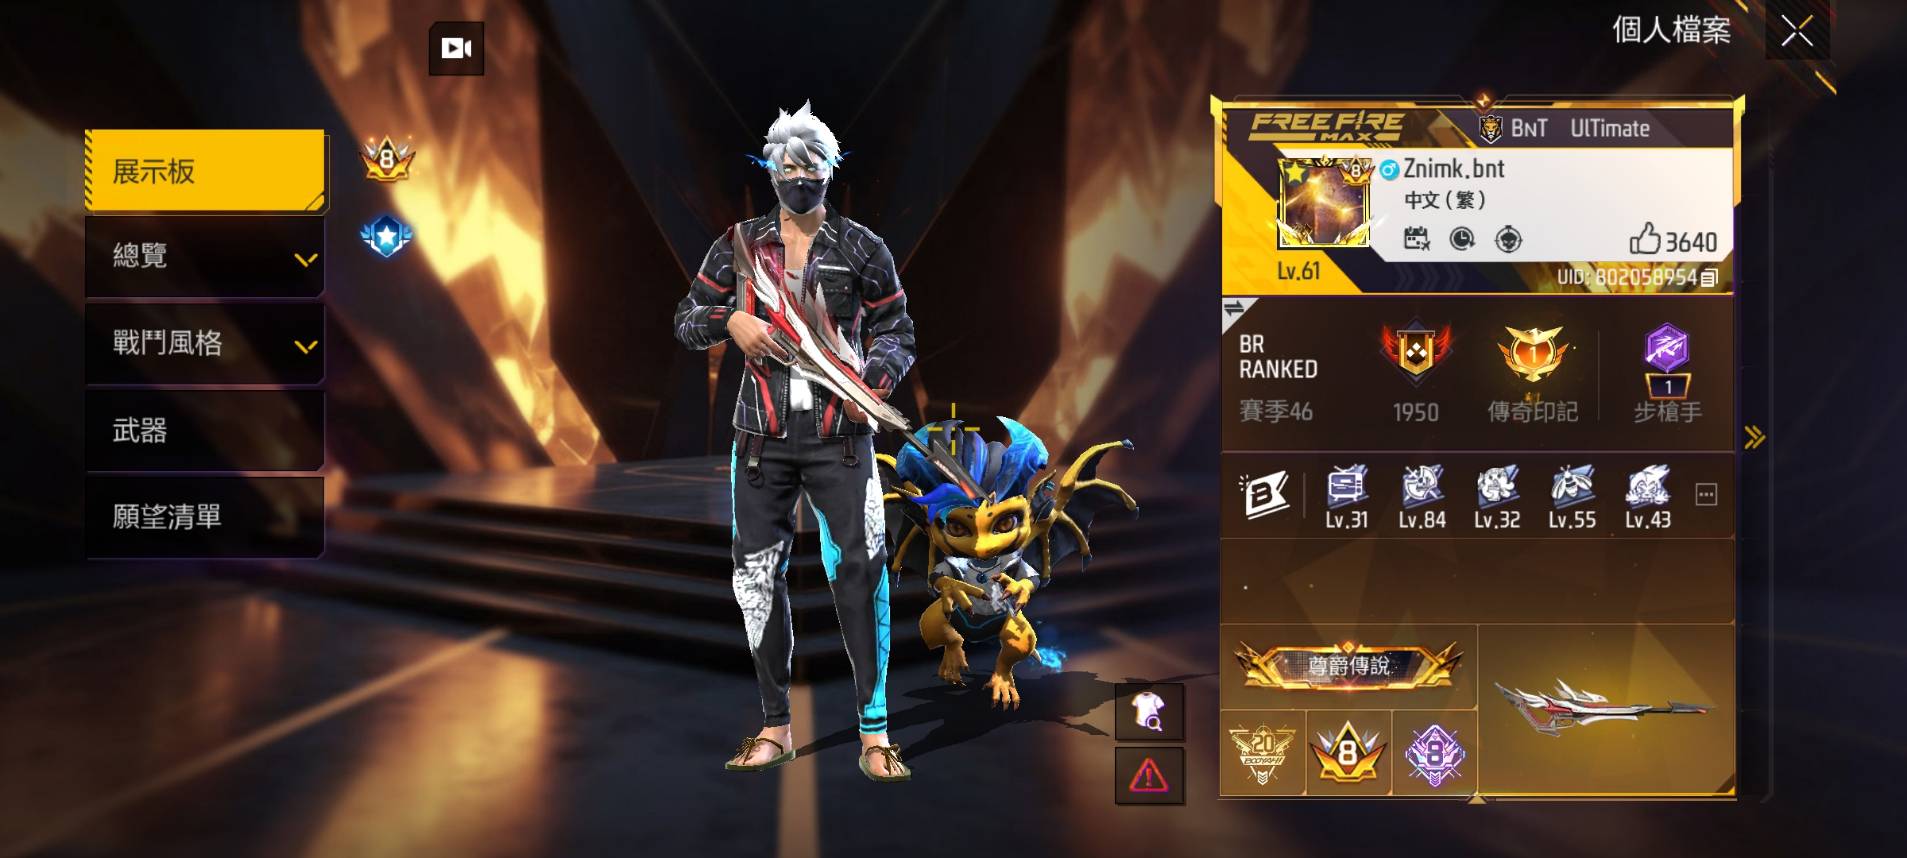 個人檔案
展示板
總覽
戰鬥風格
武器
願望清單
8
FREE FIRE
MAX
BNT UlTimate
8
Znimk.bnt
中文(繁)
3640
Lv.61
UID: 802058954
BR
RANKED
賽季46
1950
1
傳奇印記
1
步槍手
B
Lv.31 Lv.84 Lv.32 Lv.55 Lv.43
尊爵傳說
20
BOOYAH!
8
8